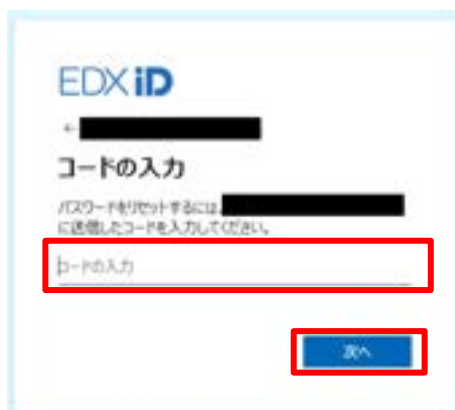 EDX iD
←
コードの入力
パスワードをリセットするには、
に送信したコードを入力してください。
コードの入力
次へ